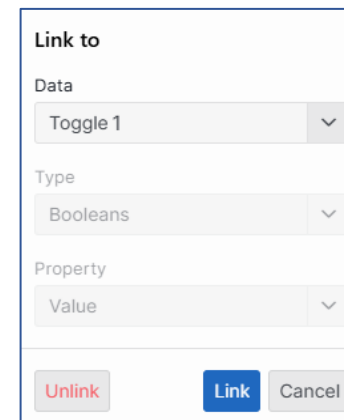 Link to
Data
Toggle 1
Type
Booleans
Property
Value
Unlink Link Cancel